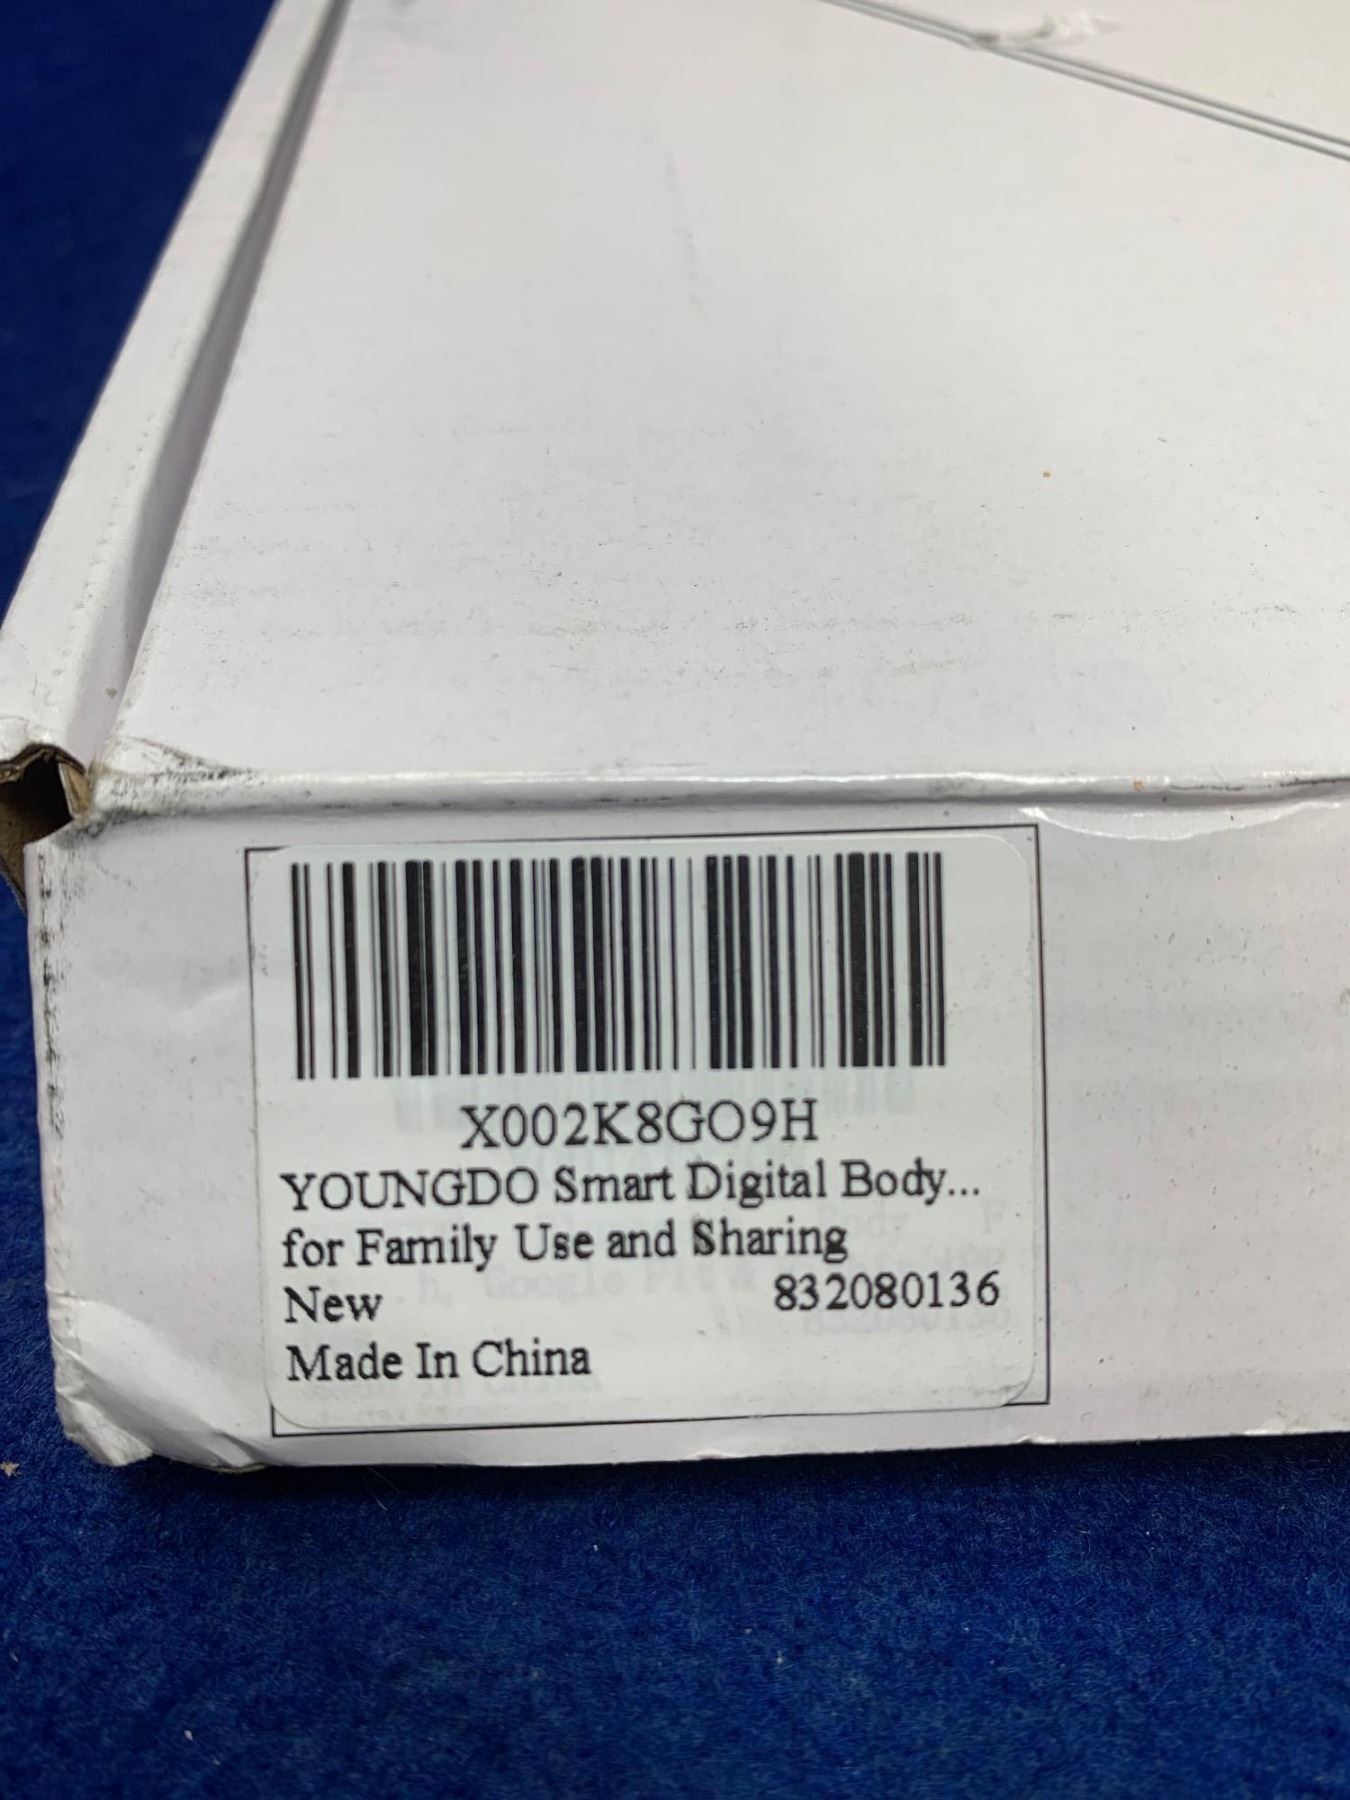 X002K8GO9H
YOUNGDO Smart Digital Body...
for Family Use and Sharing
New 832080136
Made In China